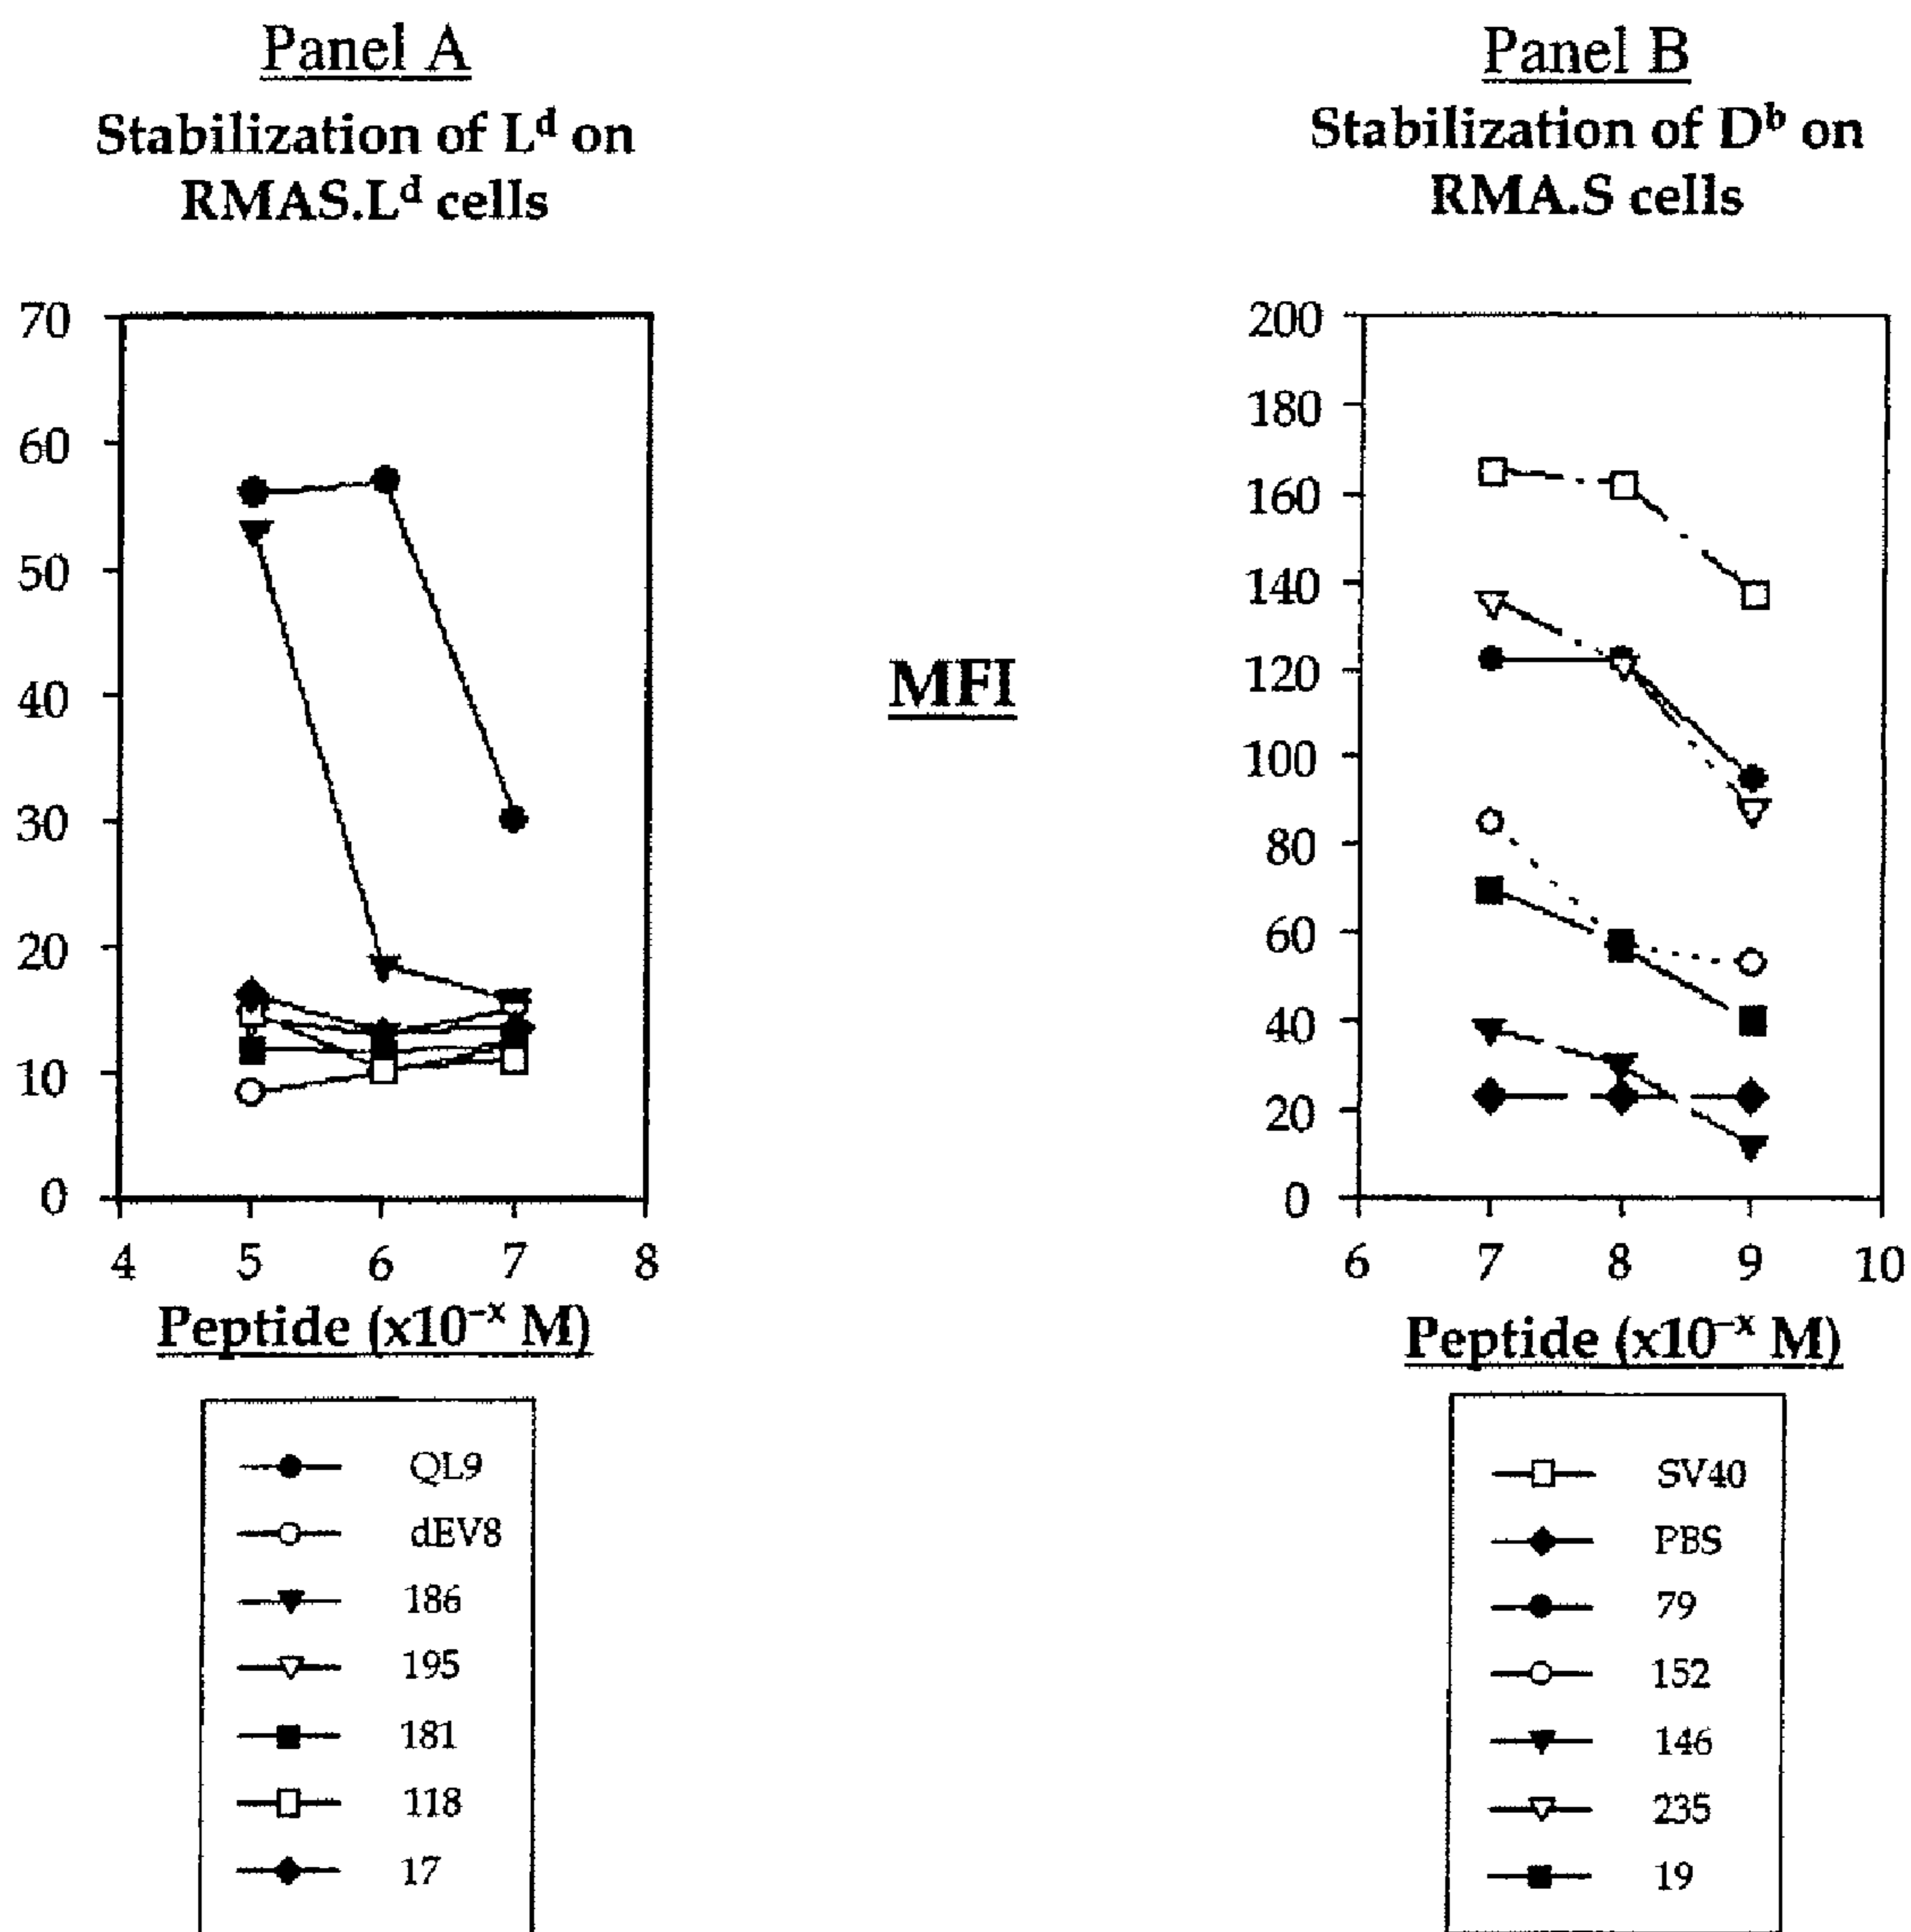 Panel A
Stabilization of Lᵈ on
RMAS.Lᵈ cells
70
60
50
40
30
20
10
0
4 5 6 7 8
Peptide (x10⁻ˣ M)
QL9
dEV8
186
195
181
118
17
MFI
Panel B
Stabilization of Dᵇ on
RMA.S cells
200
180
160
140
120
100
80
60
40
20
0
6 7 8 9 10
Peptide (x10⁻ˣ M)
SV40
PBS
79
152
146
235
19